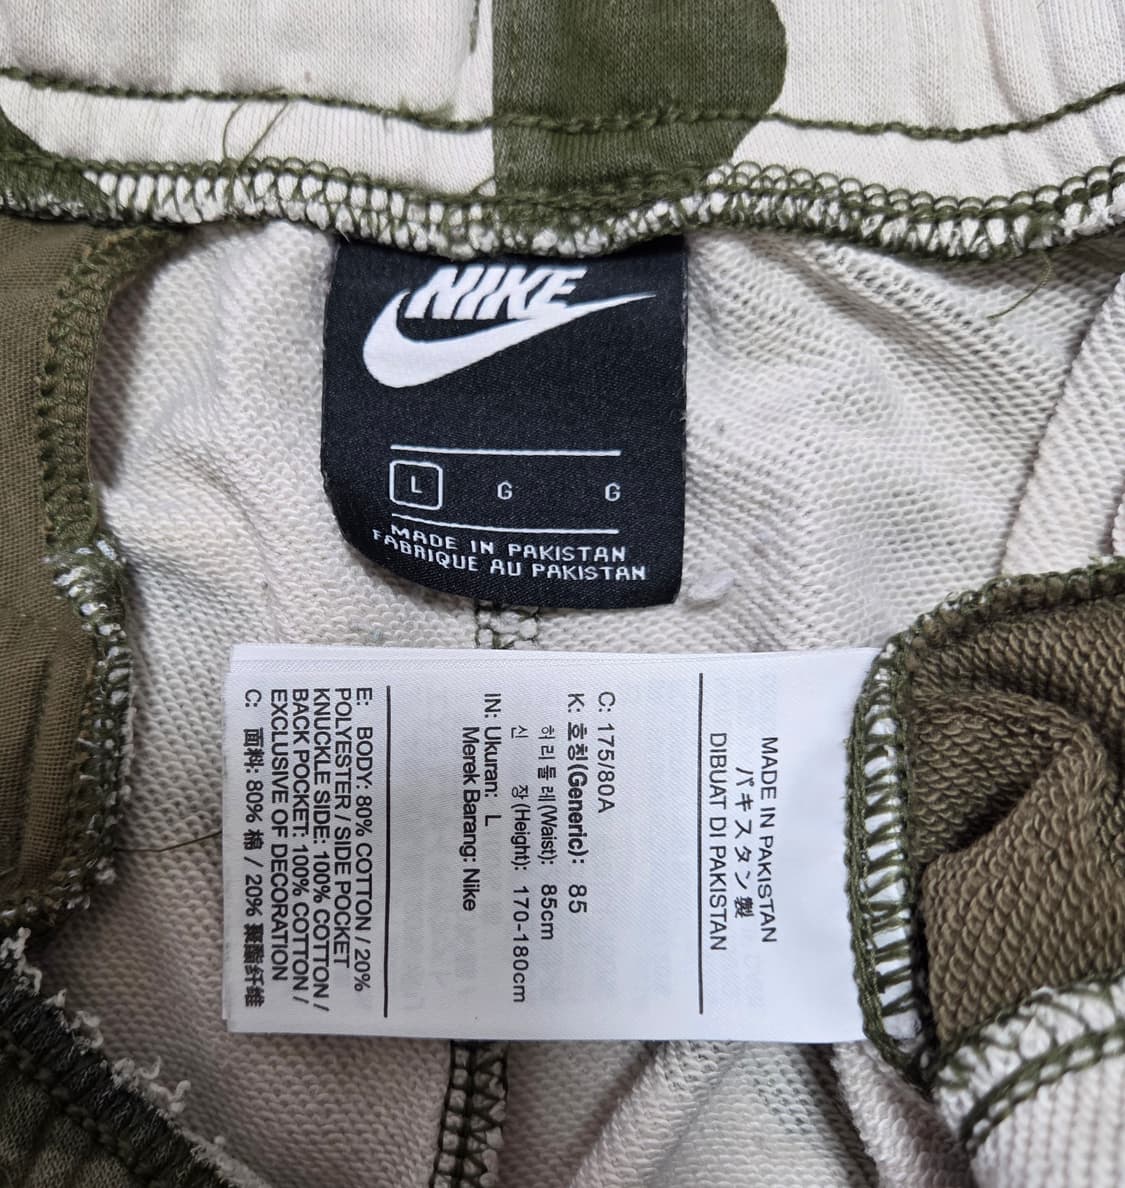 NIKE
L G G
MADE IN PAKISTAN
FABRIQUE AU PAKISTAN
MADE IN PAKISTAN
パキスタン製
DIBUAT DI PAKISTAN
C: 175/80A
K: 호칭(Generic): 85
허리둘레(Waist): 85cm
신 장(Height): 170-180cm
IN: Ukuran: L
Merek Barang: Nike
E: BODY: 80% COTTON / 20%
POLYESTER / SIDE POCKET
KNUCKLE SIDE: 100% COTTON /
BACK POCKET: 100% COTTON /
EXCLUSIVE OF DECORATION
C: 面料: 80% 棉 / 20% 聚酯纤维